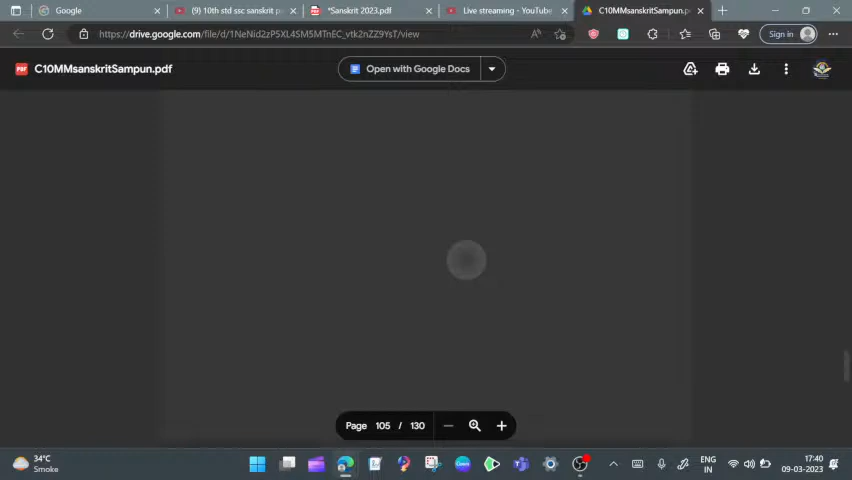 Google
(9) 10th std ssc sanskrit p
*Sanskrit 2023.pdf
Live streaming - YouTube
C10MMsanskritSampun.p
https://drive.google.com/file/d/1NeNid2zP5XL4SM5MTnEC_vtk2nZZ9YsT/view
Sign in
PDF
C10MMsanskritSampun.pdf
Open with Google Docs
Page 105 / 130
34°C
Smoke
ENG
IN
17:40
09-03-2023